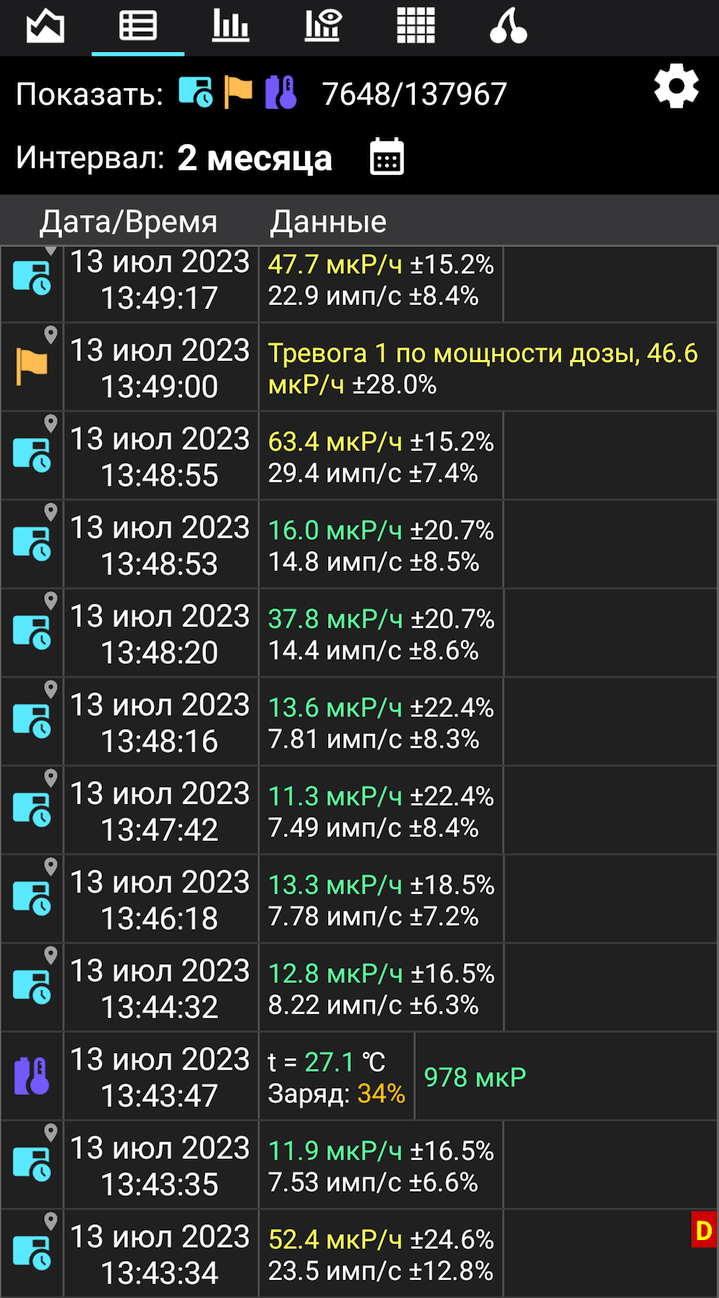 Показать: 7648/137967
Интервал: 2 месяца
Дата/Время Данные
13 июл 2023 47.7 мкР/ч ±15.2%
13:49:17 22.9 имп/с ±8.4%
13 июл 2023 Тревога 1 по мощности дозы, 46.6
13:49:00 мкР/ч ±28.0%
13 июл 2023 63.4 мкР/ч ±15.2%
13:48:55 29.4 имп/с ±7.4%
13 июл 2023 16.0 мкР/ч ±20.7%
13:48:53 14.8 имп/с ±8.5%
13 июл 2023 37.8 мкР/ч ±20.7%
13:48:20 14.4 имп/с ±8.6%
13 июл 2023 13.6 мкР/ч ±22.4%
13:48:16 7.81 имп/с ±8.3%
13 июл 2023 11.3 мкР/ч ±22.4%
13:47:42 7.49 имп/с ±8.4%
13 июл 2023 13.3 мкР/ч ±18.5%
13:46:18 7.78 имп/с ±7.2%
13 июл 2023 12.8 мкР/ч ±16.5%
13:44:32 8.22 имп/с ±6.3%
13 июл 2023 t = 27.1 °C 978 мкР
13:43:47 Заряд: 34%
13 июл 2023 11.9 мкР/ч ±16.5%
13:43:35 7.53 имп/с ±6.6%
13 июл 2023 52.4 мкР/ч ±24.6% D
13:43:34 23.5 имп/с ±12.8%